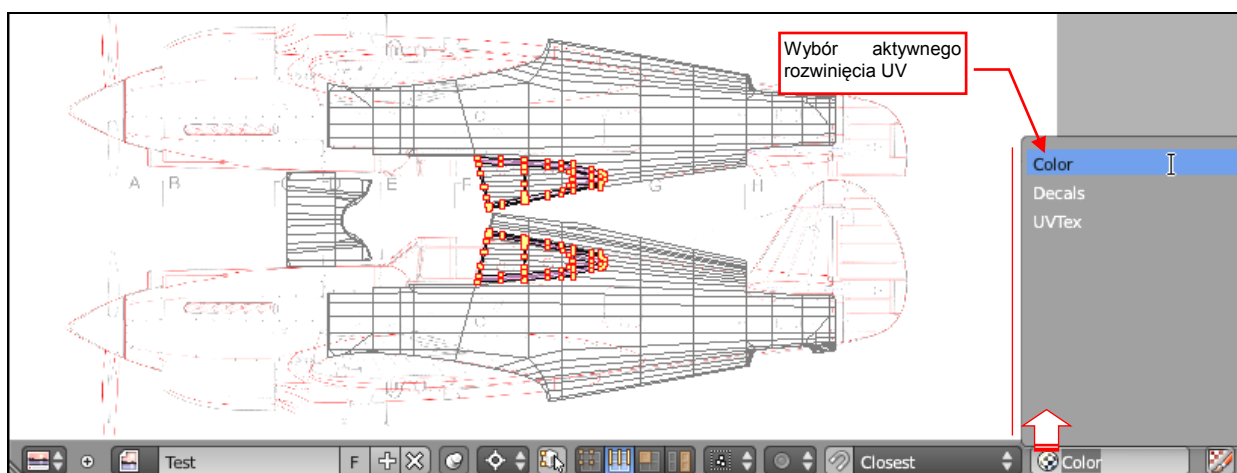 Wybór aktywnego
rozwinięcia UV
Color
Decals
UVTex
A B C D E F G H
Test F Closest Color